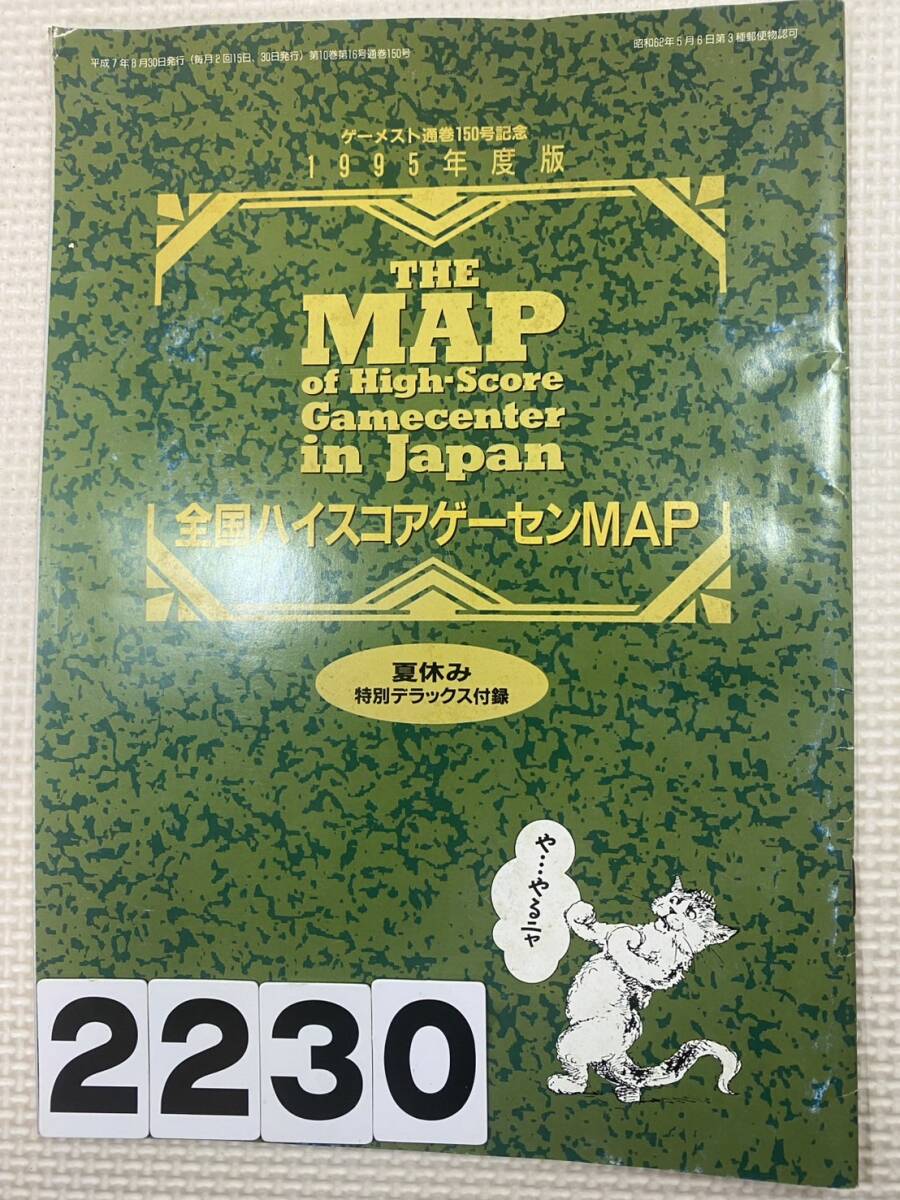 昭和62年5月6日第3種郵便物認可
平成7年8月30日発行（毎月2回15日、30日発行）第10巻第16号通巻150号
ゲーメスト通巻150号記念
1995年度版
THE
MAP
of High-Score
Gamecenter
in Japan
全国ハイスコアゲーセンMAP
夏休み
特別デラックス付録
や…やるニャ
2230